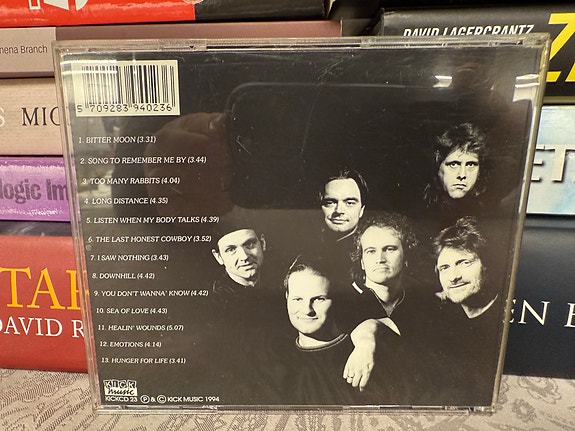 mena Branch
MIC
logic Im
TAR
DAVID R
DAVID LAGERCRANTZ
Z
ET
EN E
5 709283 940236
1. BITTER MOON (3.31)
2. SONG TO REMEMBER ME BY (3.44)
3. TOO MANY RABBITS (4.04)
4. LONG DISTANCE (4.35)
5. LISTEN WHEN MY BODY TALKS (4.39)
6. THE LAST HONEST COWBOY (3.52)
7. I SAW NOTHING (3.43)
8. DOWNHILL (4.42)
9. YOU DON'T WANNA' KNOW (4.42)
10. SEA OF LOVE (4.43)
11. HEALIN' WOUNDS (5.07)
12. EMOTIONS (4.14)
13. HUNGER FOR LIFE (3.41)
KICK
music
KICKCD 23 ℗ & © KICK MUSIC 1994